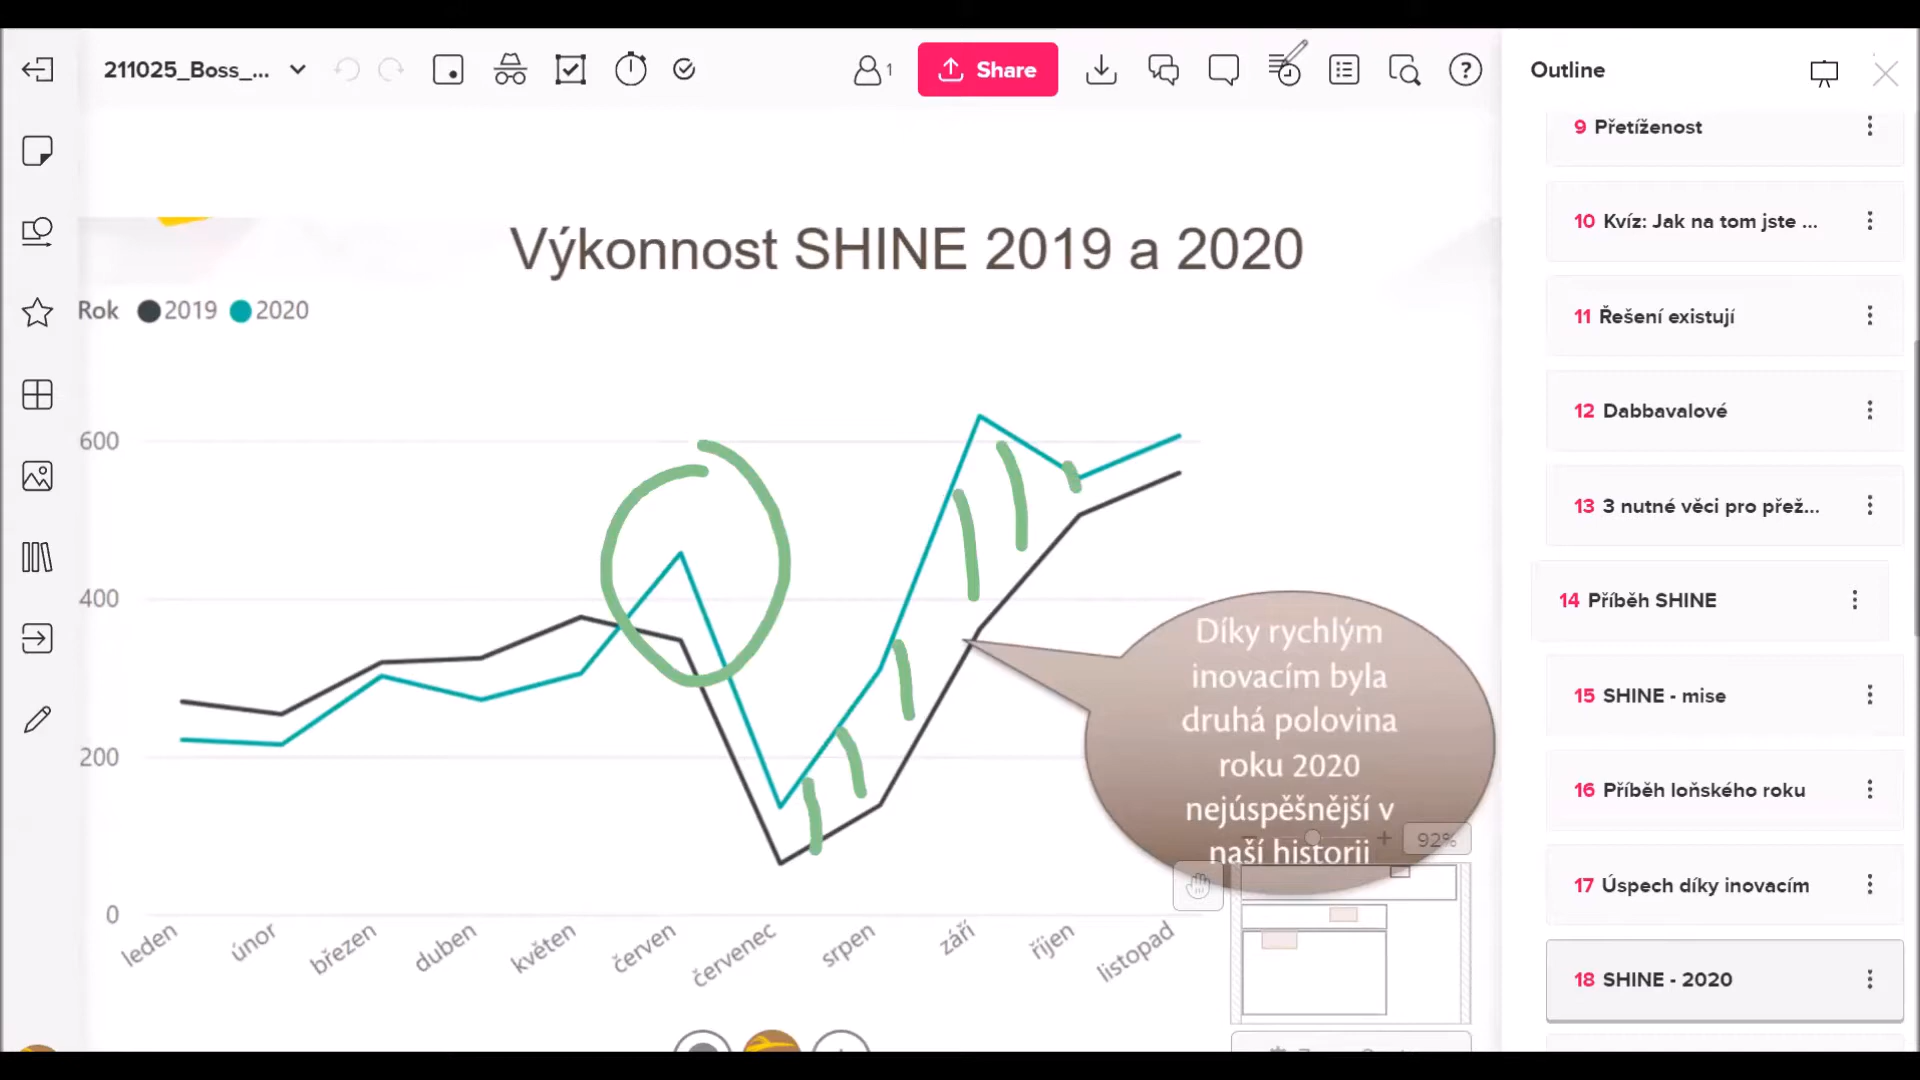 211025_Boss_...
1
Share
Outline
9 Přetíženost
10 Kvíz: Jak na tom jste ...
11 Řešení existují
12 Dabbavalové
13 3 nutné věci pro přež...
14 Příběh SHINE
15 SHINE - mise
16 Příběh loňského roku
17 Úspech díky inovacím
18 SHINE - 2020
Výkonnost SHINE 2019 a 2020
Rok 2019 2020
600
400
200
0
leden
únor
březen
duben
květen
červen
červenec
srpen
září
říjen
listopad
Díky rychlým
inovacím byla
druhá polovina
roku 2020
nejúspěšnější v
naší historii
92%